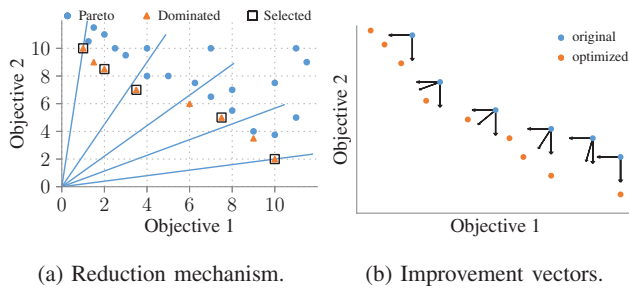 Pareto Dominated Selected
10
8
6
4
2
0
0 2 4 6 8 10
Objective 2
Objective 1
(a) Reduction mechanism.
original
optimized
Objective 2
Objective 1
(b) Improvement vectors.